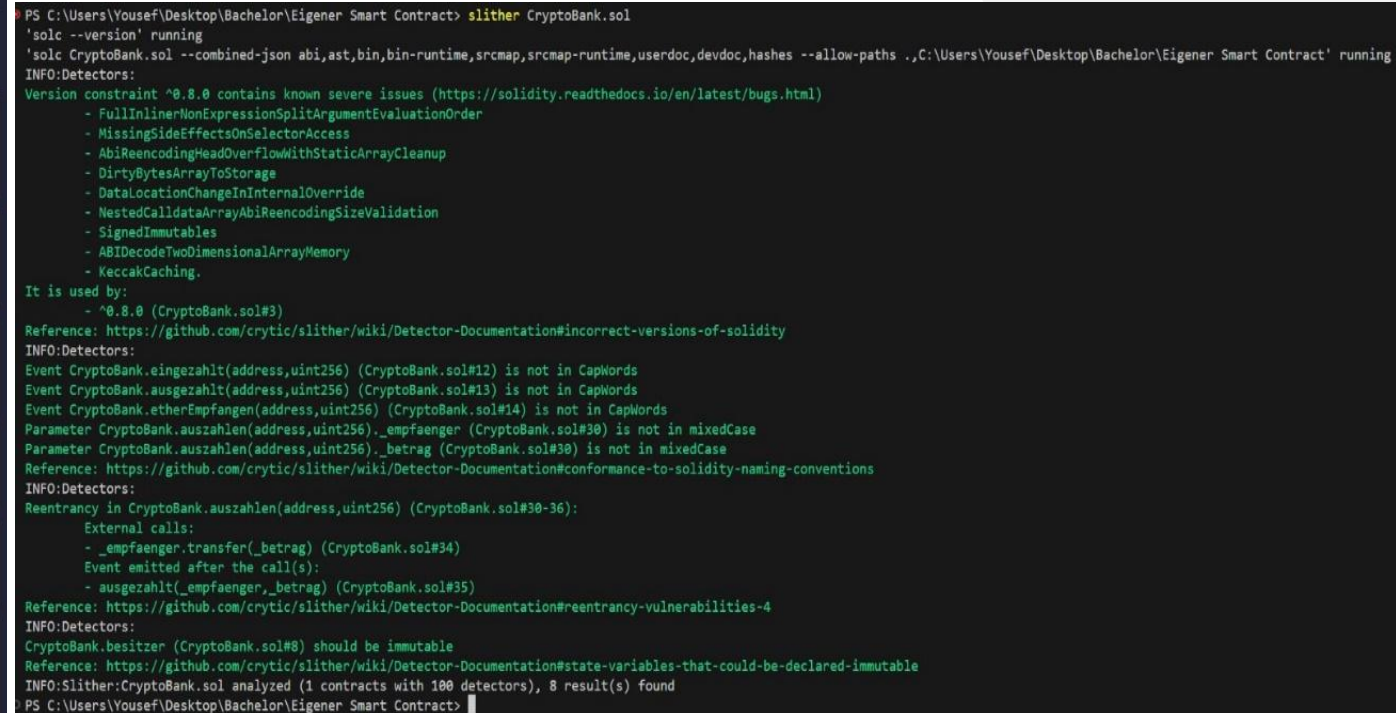 PS C:\Users\Yousef\Desktop\Bachelor\Eigener Smart Contract> slither CryptoBank.sol
'solc --version' running
'solc CryptoBank.sol --combined-json abi,ast,bin,bin-runtime,srcmap,srcmap-runtime,userdoc,devdoc,hashes --allow-paths .,C:\Users\Yousef\Desktop\Bachelor\Eigener Smart Contract' running
INFO:Detectors:
Version constraint ^0.8.0 contains known severe issues (https://solidity.readthedocs.io/en/latest/bugs.html)
- FullInlinerNonExpressionSplitArgumentEvaluationOrder
- MissingSideEffectsOnSelectorAccess
- AbiReencodingHeadOverflowWithStaticArrayCleanup
- DirtyBytesArrayToStorage
- DataLocationChangeInInternalOverride
- NestedCalldataArrayAbiReencodingSizeValidation
- SignedImmutables
- ABIDecodeTwoDimensionalArrayMemory
- KeccakCaching.
It is used by:
- ^0.8.0 (CryptoBank.sol#3)
Reference: https://github.com/crytic/slither/wiki/Detector-Documentation#incorrect-versions-of-solidity
INFO:Detectors:
Event CryptoBank.eingezahlt(address,uint256) (CryptoBank.sol#12) is not in CapWords
Event CryptoBank.ausgezahlt(address,uint256) (CryptoBank.sol#13) is not in CapWords
Event CryptoBank.etherEmpfangen(address,uint256) (CryptoBank.sol#14) is not in CapWords
Parameter CryptoBank.auszahlen(address,uint256)._empfaenger (CryptoBank.sol#30) is not in mixedCase
Parameter CryptoBank.auszahlen(address,uint256)._betrag (CryptoBank.sol#30) is not in mixedCase
Reference: https://github.com/crytic/slither/wiki/Detector-Documentation#conformance-to-solidity-naming-conventions
INFO:Detectors:
Reentrancy in CryptoBank.auszahlen(address,uint256) (CryptoBank.sol#30-36):
External calls:
- _empfaenger.transfer(_betrag) (CryptoBank.sol#34)
Event emitted after the call(s):
- ausgezahlt(_empfaenger,_betrag) (CryptoBank.sol#35)
Reference: https://github.com/crytic/slither/wiki/Detector-Documentation#reentrancy-vulnerabilities-4
INFO:Detectors:
CryptoBank.besitzer (CryptoBank.sol#8) should be immutable
Reference: https://github.com/crytic/slither/wiki/Detector-Documentation#state-variables-that-could-be-declared-immutable
INFO:Slither:CryptoBank.sol analyzed (1 contracts with 100 detectors), 8 result(s) found
PS C:\Users\Yousef\Desktop\Bachelor\Eigener Smart Contract>